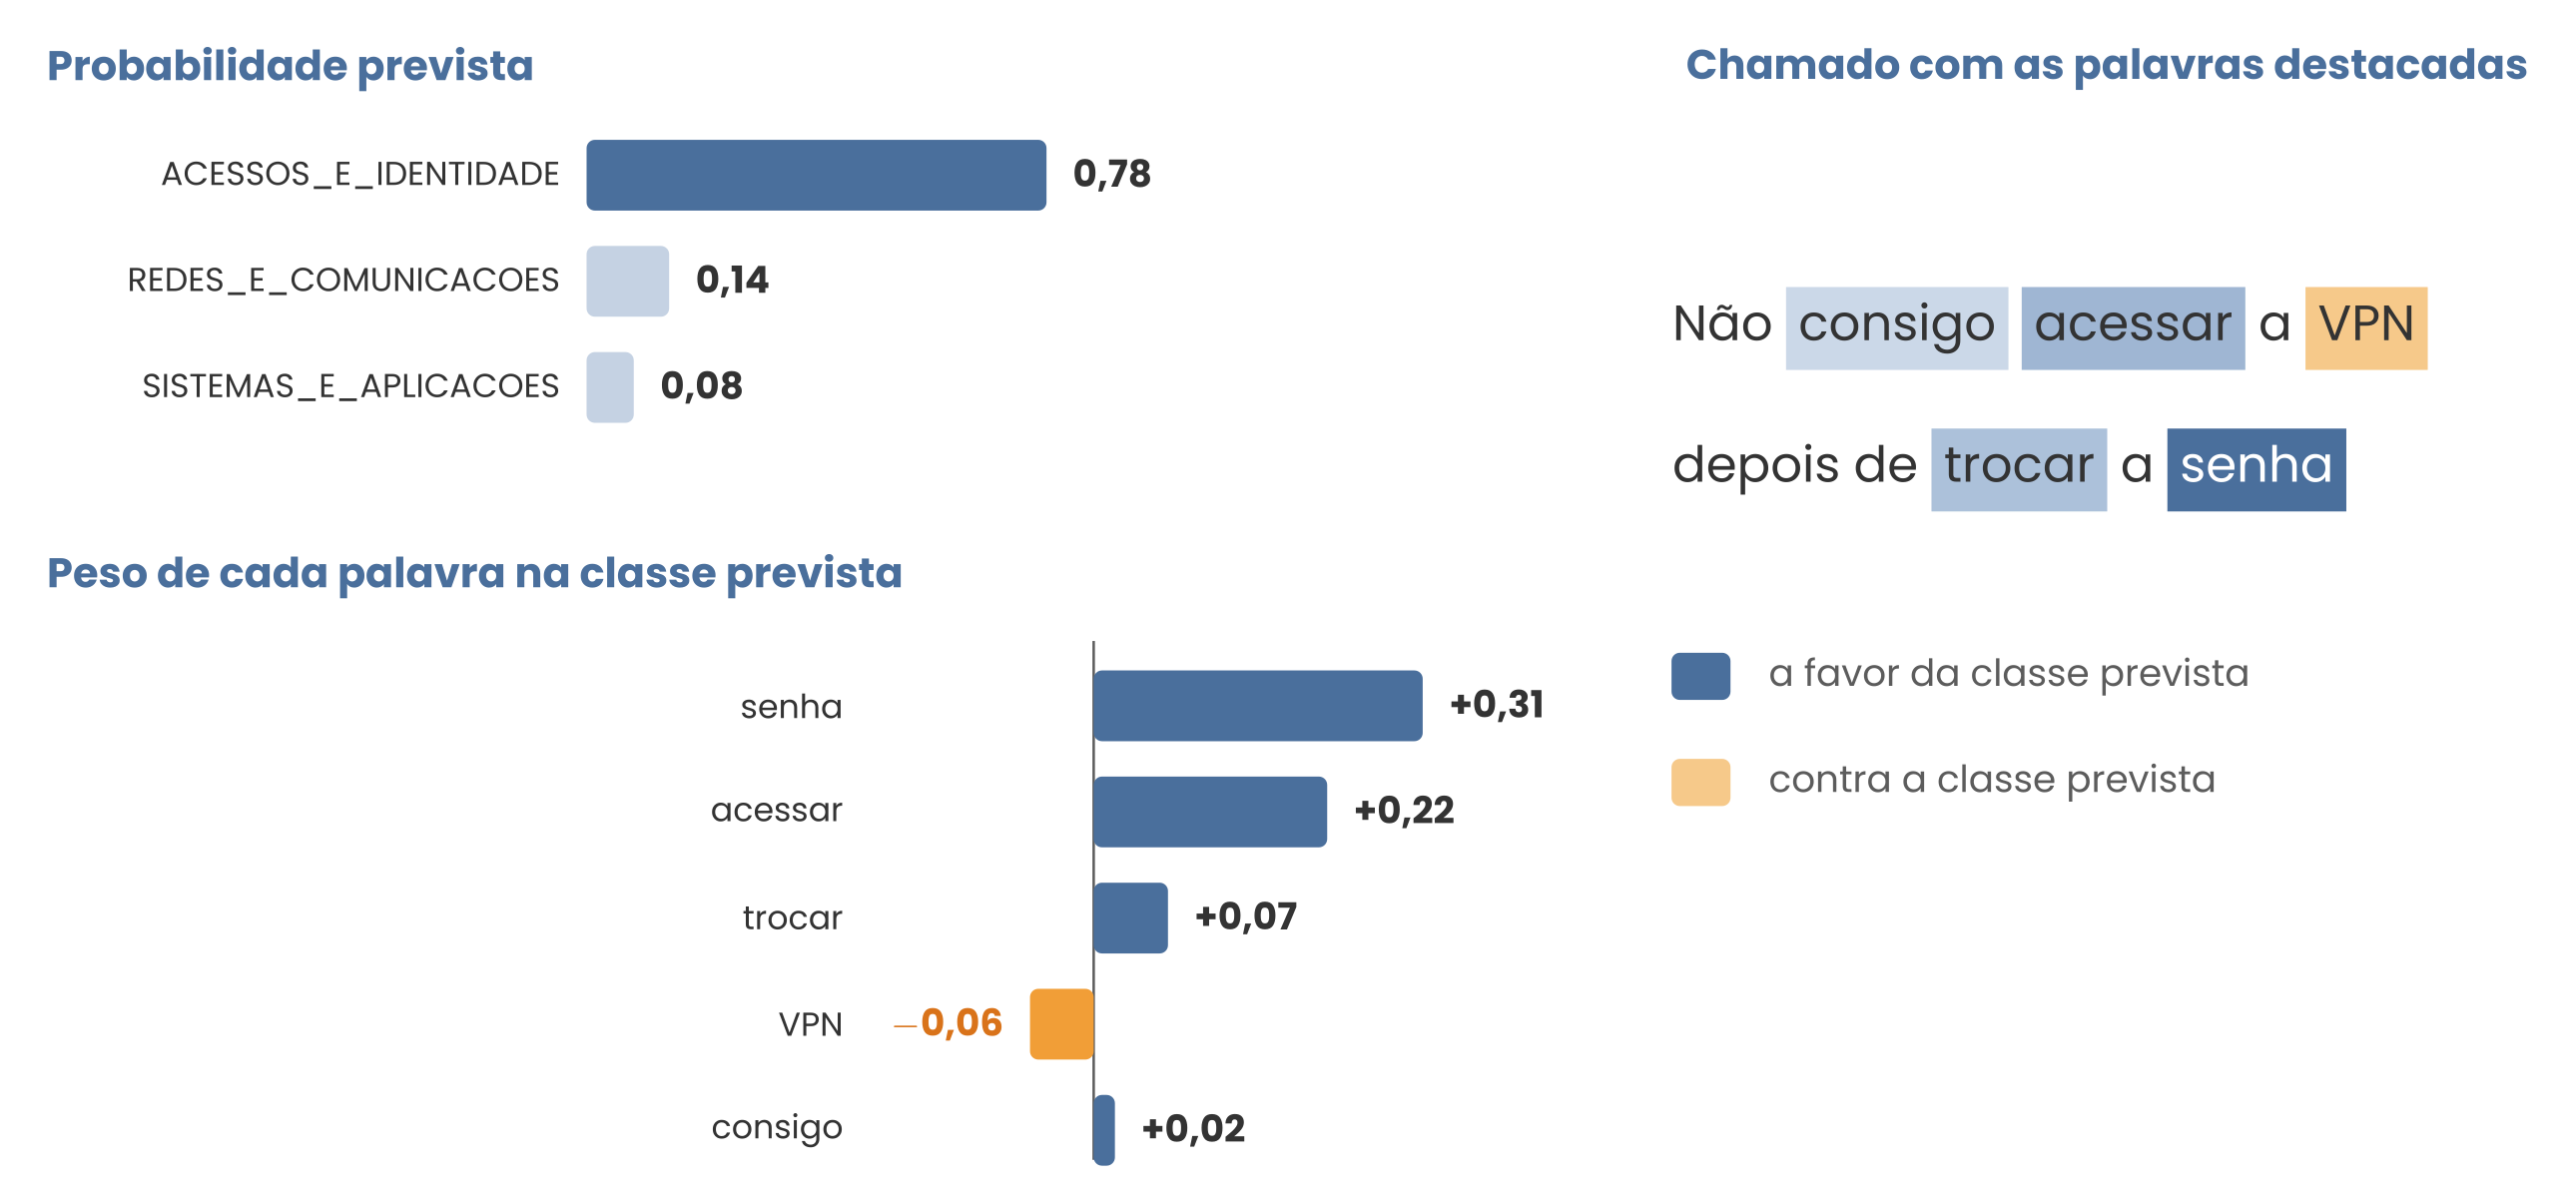 Probabilidade prevista
ACESSOS_E_IDENTIDADE 0,78
REDES_E_COMUNICACOES 0,14
SISTEMAS_E_APLICACOES 0,08
Peso de cada palavra na classe prevista
senha +0,31
acessar +0,22
trocar +0,07
VPN −0,06
consigo +0,02
Chamado com as palavras destacadas
Não consigo acessar a VPN
depois de trocar a senha
a favor da classe prevista
contra a classe prevista